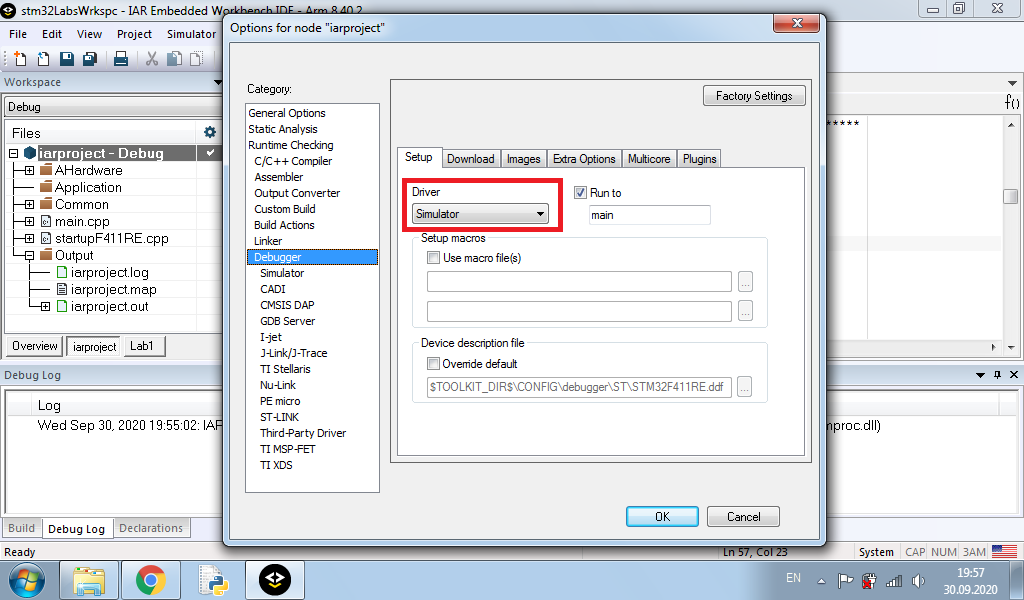 stm32LabsWrkspc - IAR Embedded Workbench IDE - Arm 8.40.2
File Edit View Project Simulator
Workspace
Debug
Files
iarproject - Debug
AHardware
Application
Common
main.cpp
startupF411RE.cpp
Output
iarproject.log
iarproject.map
iarproject.out
Overview iarproject Lab1
Options for node "iarproject"
Category:
General Options
Static Analysis
Runtime Checking
C/C++ Compiler
Assembler
Output Converter
Custom Build
Build Actions
Linker
Debugger
Simulator
CADI
CMSIS DAP
GDB Server
I-jet
J-Link/J-Trace
TI Stellaris
Nu-Link
PE micro
ST-LINK
Third-Party Driver
TI MSP-FET
TI XDS
Factory Settings
Setup Download Images Extra Options Multicore Plugins
Driver
Simulator
Run to
main
Setup macros
Use macro file(s)
...
...
Device description file
Override default
$TOOLKIT_DIR$\CONFIG\debugger\ST\STM32F411RE.ddf
...
OK Cancel
f()
*****
Debug Log
Log
Wed Sep 30, 2020 19:55:02: IAR
mproc.dll)
Build Debug Log Declarations
Ready
Ln 57, Col 23
System CAP NUM ЗАМ
EN
19:57
30.09.2020